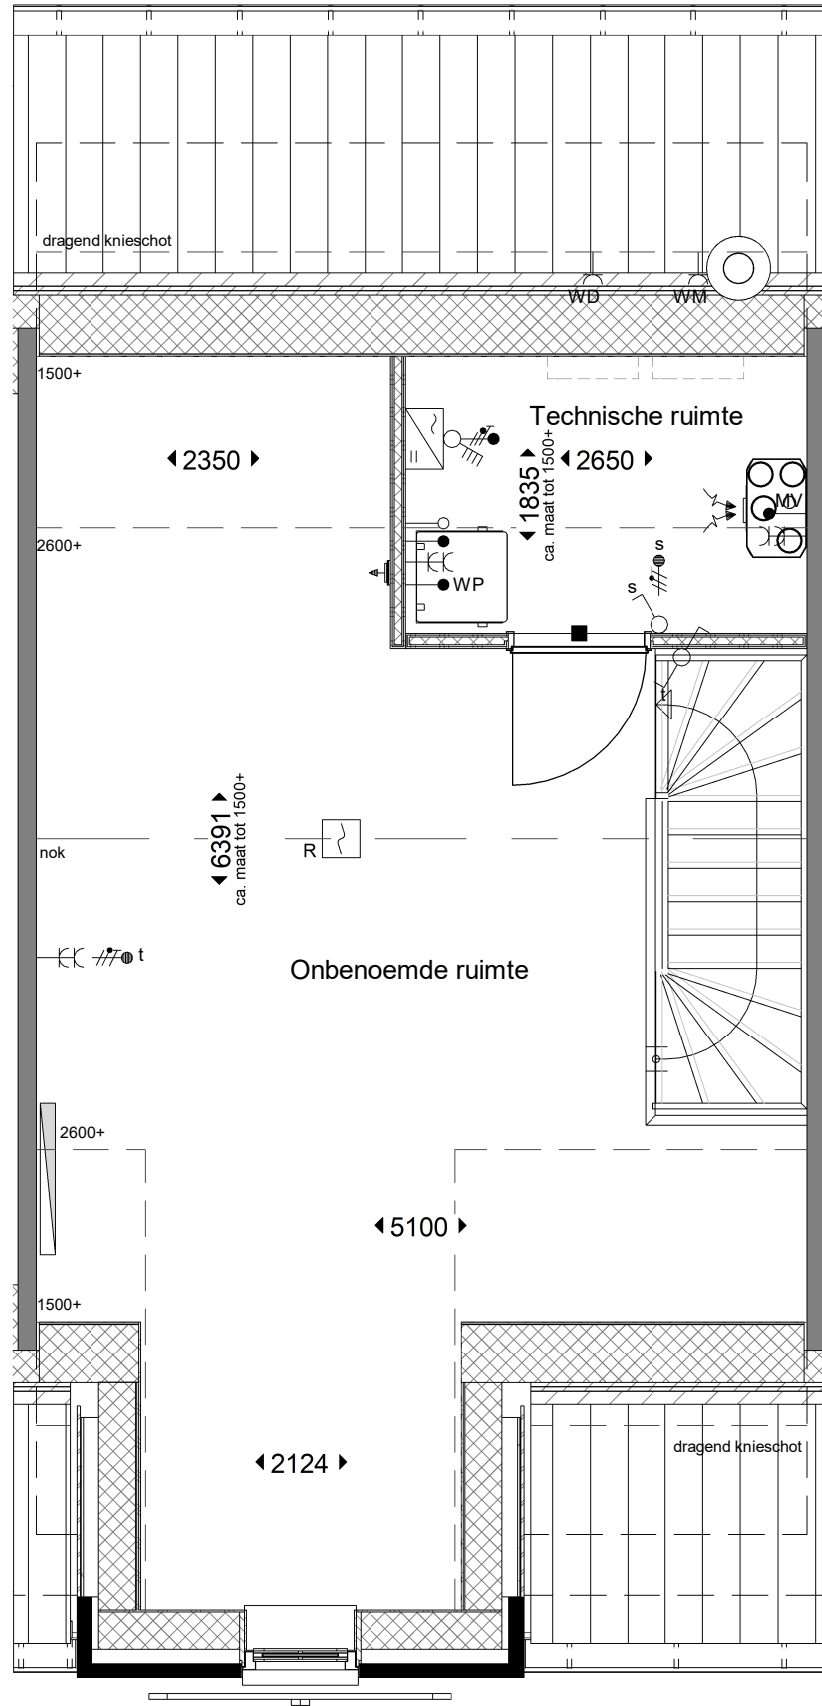 dragend knieschot
WD
WM
1500+
Technische ruimte
2350
1835
ca. maat tot 1500+
2650
MV
2600+
s
s
WP
t
6391
ca. maat tot 1500+
nok
R
t
Onbenoemde ruimte
2600+
5100
1500+
dragend knieschot
2124